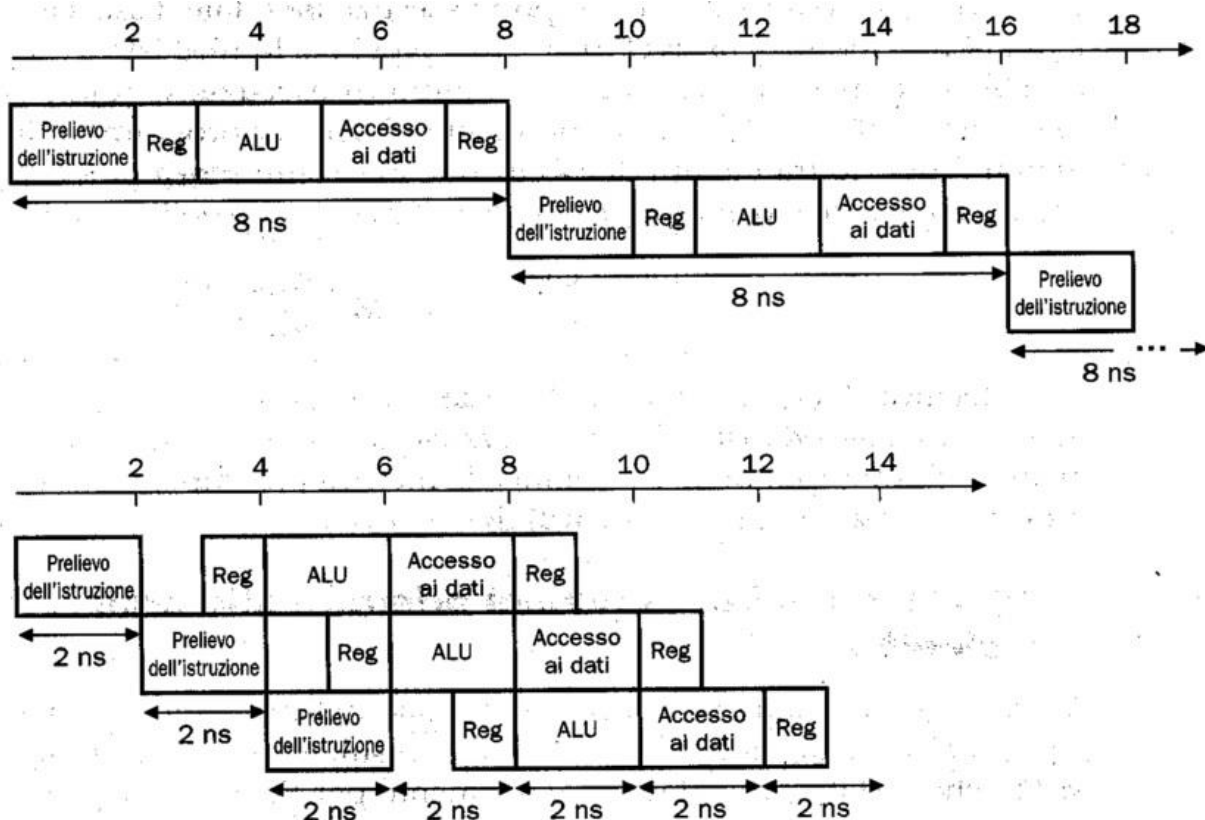 2 4 6 8 10 12 14 16 18
Prelievo
dell'istruzione
Reg
ALU
Accesso
ai dati
Reg
8 ns
Prelievo
dell'istruzione
Reg
ALU
Accesso
ai dati
Reg
8 ns
Prelievo
dell'istruzione
...
8 ns
2 4 6 8 10 12 14
Prelievo
dell'istruzione
Reg
ALU
Accesso
ai dati
Reg
2 ns
Prelievo
dell'istruzione
Reg
ALU
Accesso
ai dati
Reg
2 ns
Prelievo
dell'istruzione
Reg
ALU
Accesso
ai dati
Reg
2 ns 2 ns 2 ns 2 ns 2 ns